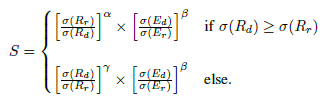 S = { [σ(R_r)/σ(R_d)]^α × [σ(E_d)/σ(E_r)]^β if σ(R_d) ≥ σ(R_r)
[σ(R_d)/σ(R_r)]^γ × [σ(E_d)/σ(E_r)]^β else.